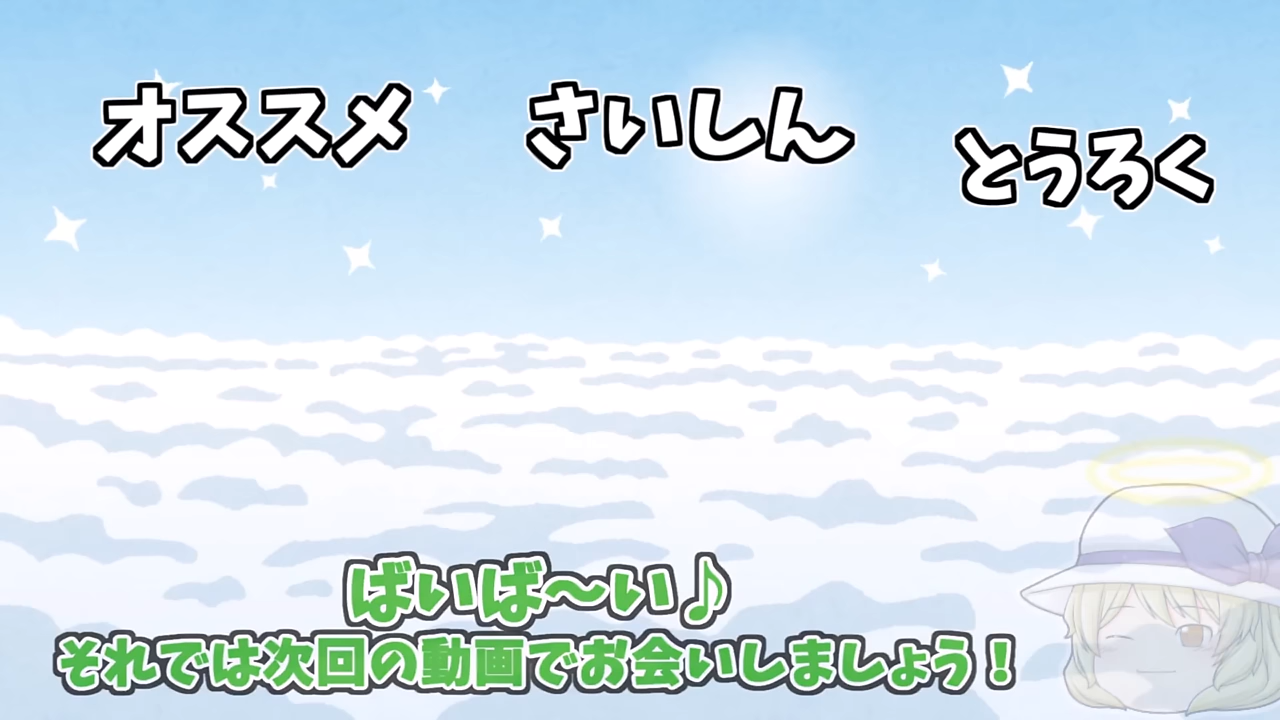 オススメ
さいしん
とうろく
ばいば～い♪
それでは次回の動画でお会いしましょう！